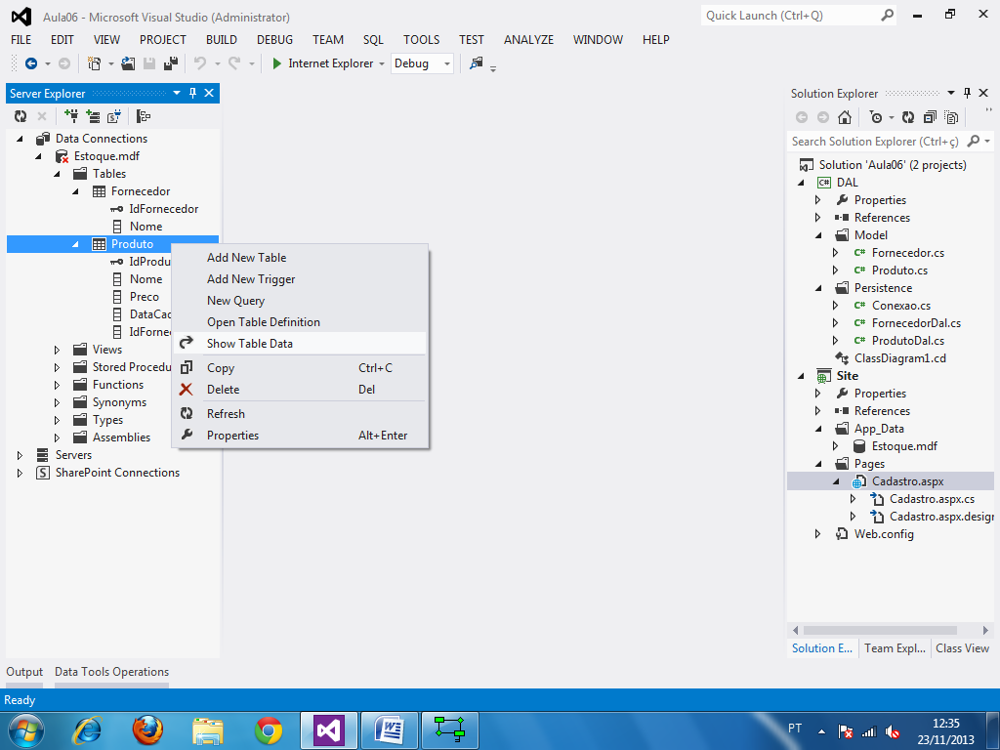 Aula06 - Microsoft Visual Studio (Administrator)
Quick Launch (Ctrl+Q)
FILE EDIT VIEW PROJECT BUILD DEBUG TEAM SQL TOOLS TEST ANALYZE WINDOW HELP
Internet Explorer Debug
Server Explorer
Data Connections
Estoque.mdf
Tables
Fornecedor
IdFornecedor
Nome
Produto
IdProdu
Nome
Preco
DataCad
IdForne
Views
Stored Procedu
Functions
Synonyms
Types
Assemblies
Servers
SharePoint Connections
Add New Table
Add New Trigger
New Query
Open Table Definition
Show Table Data
Copy Ctrl+C
Delete Del
Refresh
Properties Alt+Enter
Solution Explorer
Search Solution Explorer (Ctrl+ç)
Solution 'Aula06' (2 projects)
C# DAL
Properties
References
Model
C# Fornecedor.cs
C# Produto.cs
Persistence
C# Conexao.cs
C# FornecedorDal.cs
C# ProdutoDal.cs
ClassDiagram1.cd
Site
Properties
References
App_Data
Estoque.mdf
Pages
Cadastro.aspx
Cadastro.aspx.cs
Cadastro.aspx.desigr
Web.config
Solution E... Team Expl... Class View
Output Data Tools Operations
Ready
PT
12:35
23/11/2013